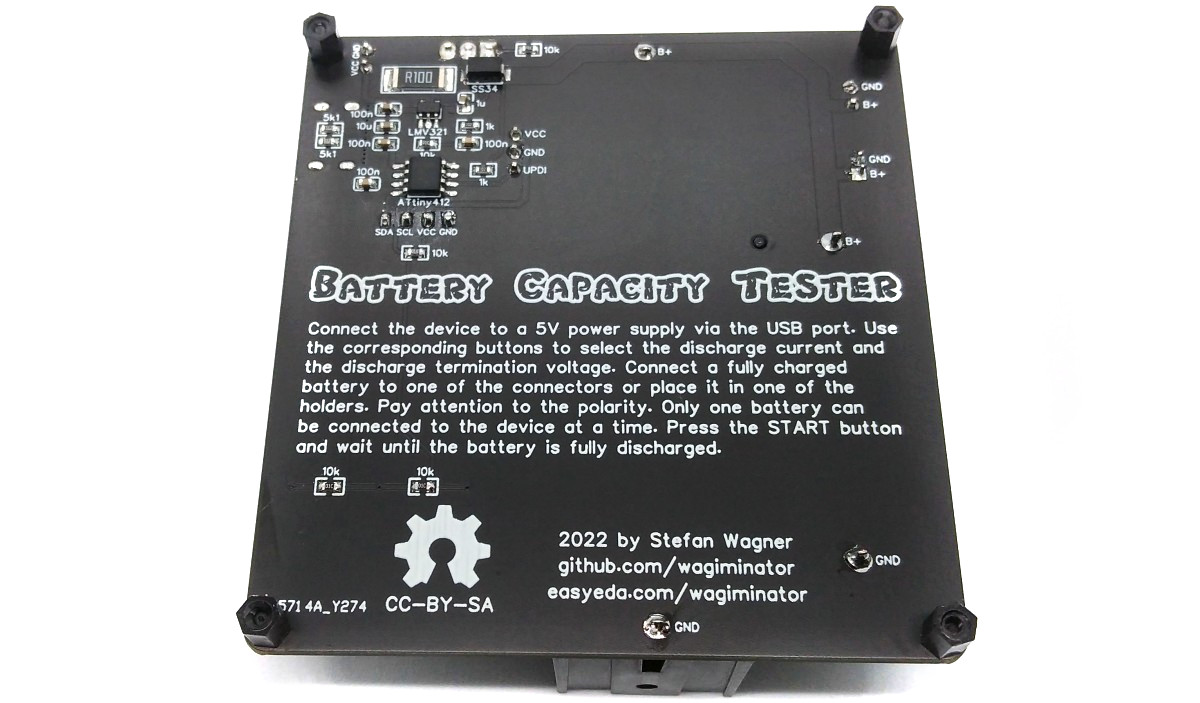 VCC GND
10k
B+
R100
SS34
GND
B+
1u
100n
5k1
10u
LMV321
1k
VCC
100n
10k
100n
GND
5k1
GND
B+
UPDI
100n
1k
ATtiny412
SDA SCL VCC GND
B+
10k
BATTERY CAPACITY TESTER
Connect the device to a 5V power supply via the USB port. Use
the corresponding buttons to select the discharge current and
the discharge termination voltage. Connect a fully charged
battery to one of the connectors or place it in one of the
holders. Pay attention to the polarity. Only one battery can
be connected to the device at a time. Press the START button
and wait until the battery is fully discharged.
10k
10k
2022 by Stefan Wagner
github.com/wagiminator
GND
easyeda.com/wagiminator
5714A_Y274
CC-BY-SA
GND